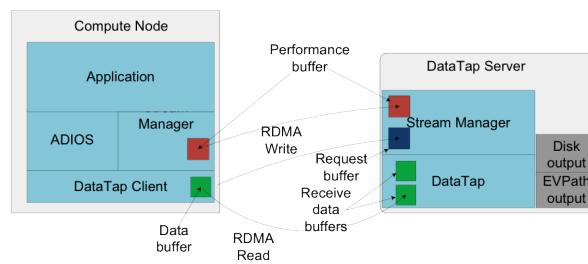 Compute Node
Application
ADIOS
Manager
DataTap Client
Performance
buffer
RDMA
Write
Request
buffer
Receive
data
buffers
Data
buffer
RDMA
Read
DataTap Server
Stream Manager
DataTap
Disk
output
EVPath
output